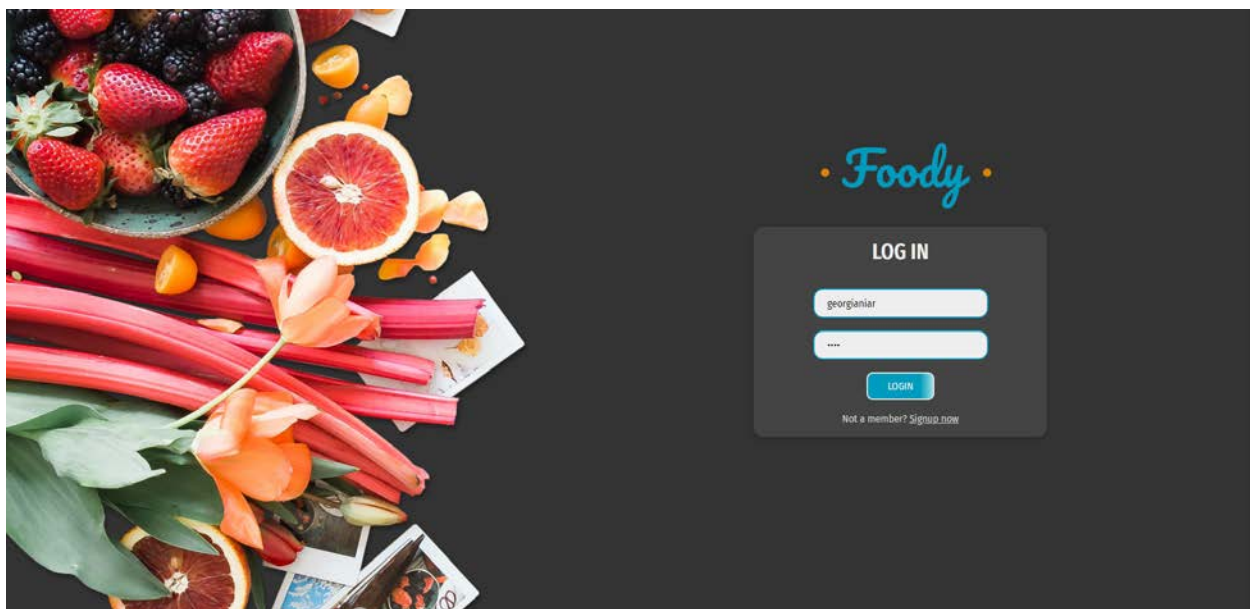 Foody
LOG IN
georgianiar
••••
LOGIN
Not a member? Signup now